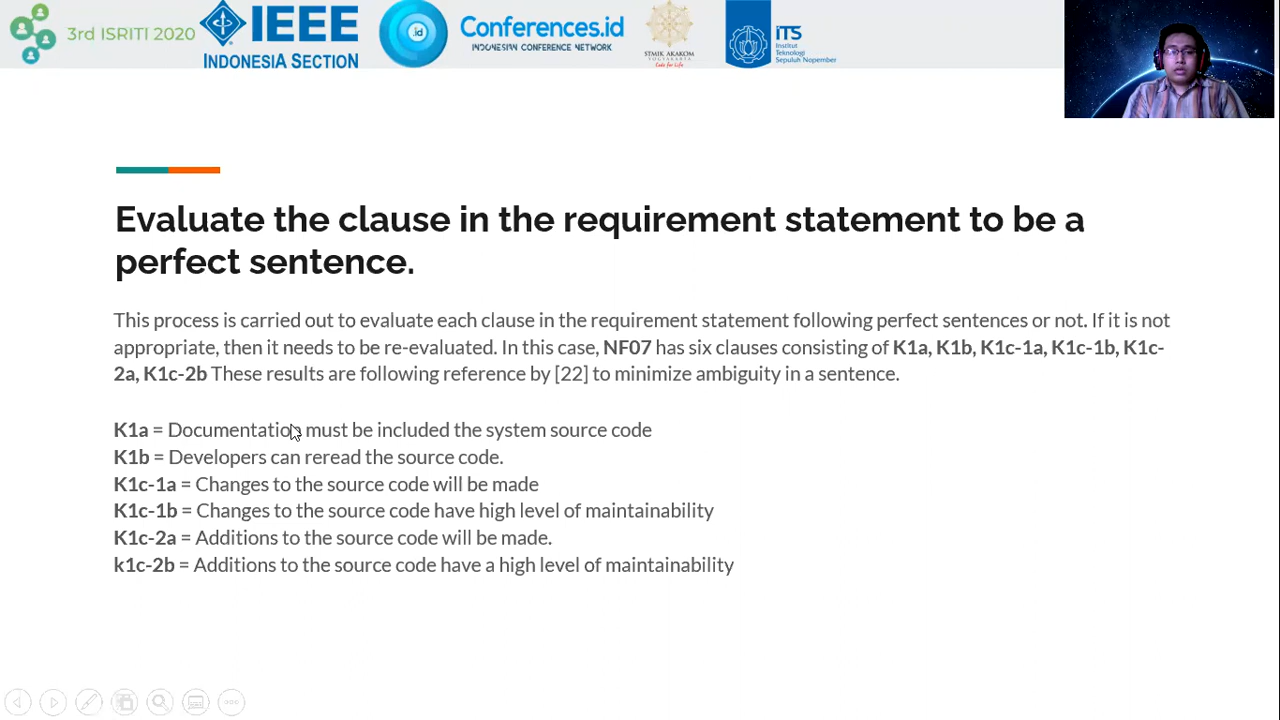 3rd ISRITI 2020
IEEE
INDONESIA SECTION
.id
Conferences.id
INDONESIAN CONFERENCE NETWORK
STMIK AKAKOM
YOGYAKARTA
Code for Life
ITS
Institut
Teknologi
Sepuluh Nopember
Evaluate the clause in the requirement statement to be a
perfect sentence.
This process is carried out to evaluate each clause in the requirement statement following perfect sentences or not. If it is not
appropriate, then it needs to be re-evaluated. In this case, NF07 has six clauses consisting of K1a, K1b, K1c-1a, K1c-1b, K1c-
2a, K1c-2b These results are following reference by [22] to minimize ambiguity in a sentence.
K1a = Documentation must be included the system source code
K1b = Developers can reread the source code.
K1c-1a = Changes to the source code will be made
K1c-1b = Changes to the source code have high level of maintainability
K1c-2a = Additions to the source code will be made.
k1c-2b = Additions to the source code have a high level of maintainability